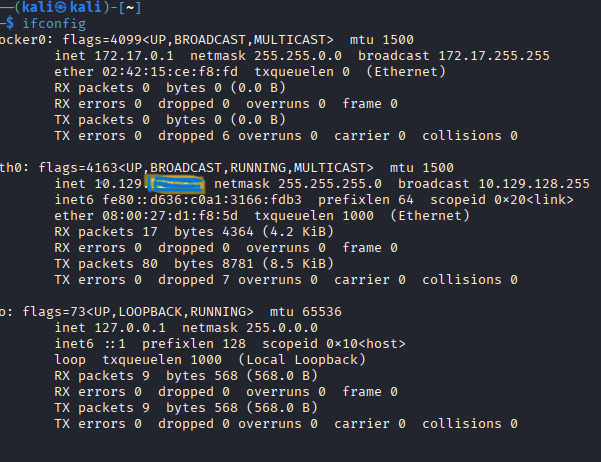 ──(kali㉿kali)-[~]
─$ ifconfig
ocker0: flags=4099<UP,BROADCAST,MULTICAST>  mtu 1500
        inet 172.17.0.1  netmask 255.255.0.0  broadcast 172.17.255.255
        ether 02:42:15:ce:f8:fd  txqueuelen 0  (Ethernet)
        RX packets 0  bytes 0 (0.0 B)
        RX errors 0  dropped 0  overruns 0  frame 0
        TX packets 0  bytes 0 (0.0 B)
        TX errors 0  dropped 6 overruns 0  carrier 0  collisions 0

th0: flags=4163<UP,BROADCAST,RUNNING,MULTICAST>  mtu 1500
        inet 10.129.  netmask 255.255.255.0  broadcast 10.129.128.255
        inet6 fe80::d636:c0a1:3166:fdb3  prefixlen 64  scopeid 0×20<link>
        ether 08:00:27:d1:f8:5d  txqueuelen 1000  (Ethernet)
        RX packets 17  bytes 4364 (4.2 KiB)
        RX errors 0  dropped 0  overruns 0  frame 0
        TX packets 80  bytes 8781 (8.5 KiB)
        TX errors 0  dropped 7 overruns 0  carrier 0  collisions 0

o: flags=73<UP,LOOPBACK,RUNNING>  mtu 65536
        inet 127.0.0.1  netmask 255.0.0.0
        inet6 ::1  prefixlen 128  scopeid 0×10<host>
        loop  txqueuelen 1000  (Local Loopback)
        RX packets 9  bytes 568 (568.0 B)
        RX errors 0  dropped 0  overruns 0  frame 0
        TX packets 9  bytes 568 (568.0 B)
        TX errors 0  dropped 0 overruns 0  carrier 0  collisions 0